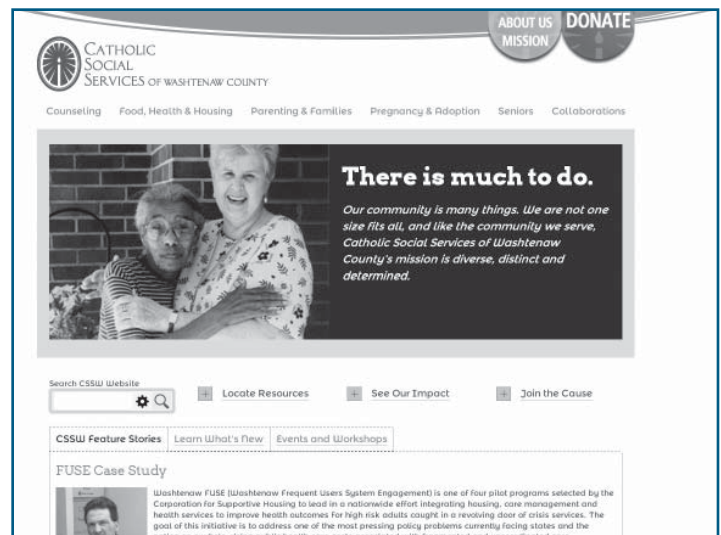 ABOUT US
MISSION
DONATE
CATHOLIC
SOCIAL
SERVICES OF WASHTENAW COUNTY
Counseling Food, Health & Housing Parenting & Families Pregnancy & Adoption Seniors Collaborations
There is much to do.
Our community is many things. We are not one
size fits all, and like the community we serve,
Catholic Social Services of Washtenaw
County's mission is diverse, distinct and
determined.
Search CSSW Website
Locate Resources See Our Impact Join the Cause
CSSW Feature Stories Learn What's New Events and Workshops
FUSE Case Study
Washtenaw FUSE (Washtenaw Frequent Users System Engagement) is one of four pilot programs selected by the
Corporation for Supportive Housing to lead in a nationwide effort integrating housing, care management and
health services to improve health outcomes for high risk adults caught in a revolving door of crisis services. The
goal of this initiative is to address one of the most pressing policy problems currently facing states and the